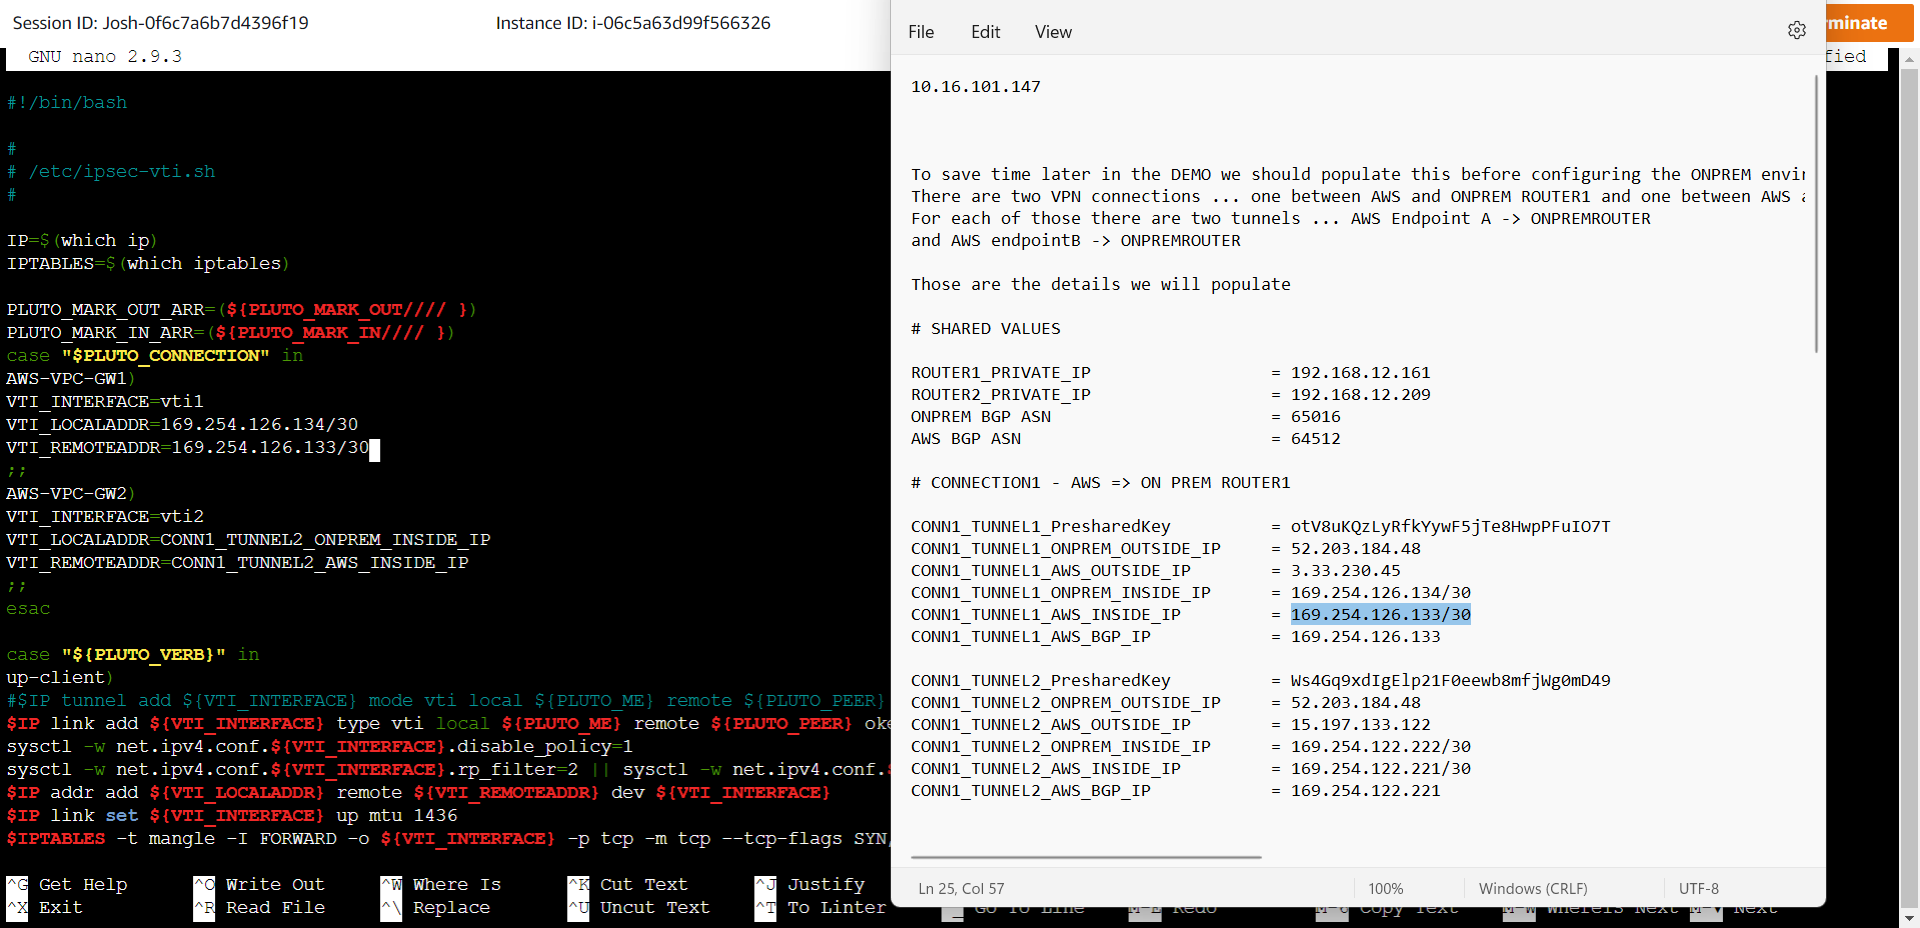 Session ID: Josh-0f6c7a6b7d4396f19
Instance ID: i-06c5a63d99f566326
GNU nano 2.9.3
#!/bin/bash
#
# /etc/ipsec-vti.sh
#
IP=$(which ip)
IPTABLES=$(which iptables)
PLUTO_MARK_OUT_ARR=(${PLUTO_MARK_OUT//// })
PLUTO_MARK_IN_ARR=(${PLUTO_MARK_IN//// })
case "$PLUTO_CONNECTION" in
AWS-VPC-GW1)
VTI_INTERFACE=vti1
VTI_LOCALADDR=169.254.126.134/30
VTI_REMOTEADDR=169.254.126.133/30
;;
AWS-VPC-GW2)
VTI_INTERFACE=vti2
VTI_LOCALADDR=CONN1_TUNNEL2_ONPREM_INSIDE_IP
VTI_REMOTEADDR=CONN1_TUNNEL2_AWS_INSIDE_IP
;;
esac
case "${PLUTO_VERB}" in
up-client)
#$IP tunnel add ${VTI_INTERFACE} mode vti local ${PLUTO_ME} remote ${PLUTO_PEER}
$IP link add ${VTI_INTERFACE} type vti local ${PLUTO_ME} remote ${PLUTO_PEER} oke
sysctl -w net.ipv4.conf.${VTI_INTERFACE}.disable_policy=1
sysctl -w net.ipv4.conf.${VTI_INTERFACE}.rp_filter=2 || sysctl -w net.ipv4.conf.
$IP addr add ${VTI_LOCALADDR} remote ${VTI_REMOTEADDR} dev ${VTI_INTERFACE}
$IP link set ${VTI_INTERFACE} up mtu 1436
$IPTABLES -t mangle -I FORWARD -o ${VTI_INTERFACE} -p tcp -m tcp --tcp-flags SYN,
^G Get Help ^O Write Out ^W Where Is ^K Cut Text ^J Justify
^X Exit ^R Read File ^\ Replace ^U Uncut Text ^T To Linter Go To Line M-E Redo M-6 Copy Text M-W WhereIs Next Next
File Edit View
minate
fied
10.16.101.147
To save time later in the DEMO we should populate this before configuring the ONPREM envir
There are two VPN connections ... one between AWS and ONPREM ROUTER1 and one between AWS a
For each of those there are two tunnels ... AWS Endpoint A -> ONPREMROUTER
and AWS endpointB -> ONPREMROUTER
Those are the details we will populate
# SHARED VALUES
ROUTER1_PRIVATE_IP = 192.168.12.161
ROUTER2_PRIVATE_IP = 192.168.12.209
ONPREM BGP ASN = 65016
AWS BGP ASN = 64512
# CONNECTION1 - AWS => ON PREM ROUTER1
CONN1_TUNNEL1_PresharedKey = otV8uKQzLyRfkYywF5jTe8HwpPFuIO7T
CONN1_TUNNEL1_ONPREM_OUTSIDE_IP = 52.203.184.48
CONN1_TUNNEL1_AWS_OUTSIDE_IP = 3.33.230.45
CONN1_TUNNEL1_ONPREM_INSIDE_IP = 169.254.126.134/30
CONN1_TUNNEL1_AWS_INSIDE_IP = 169.254.126.133/30
CONN1_TUNNEL1_AWS_BGP_IP = 169.254.126.133
CONN1_TUNNEL2_PresharedKey = Ws4Gq9xdIgElp21F0eewb8mfjWg0mD49
CONN1_TUNNEL2_ONPREM_OUTSIDE_IP = 52.203.184.48
CONN1_TUNNEL2_AWS_OUTSIDE_IP = 15.197.133.122
CONN1_TUNNEL2_ONPREM_INSIDE_IP = 169.254.122.222/30
CONN1_TUNNEL2_AWS_INSIDE_IP = 169.254.122.221/30
CONN1_TUNNEL2_AWS_BGP_IP = 169.254.122.221
Ln 25, Col 57 100% Windows (CRLF) UTF-8